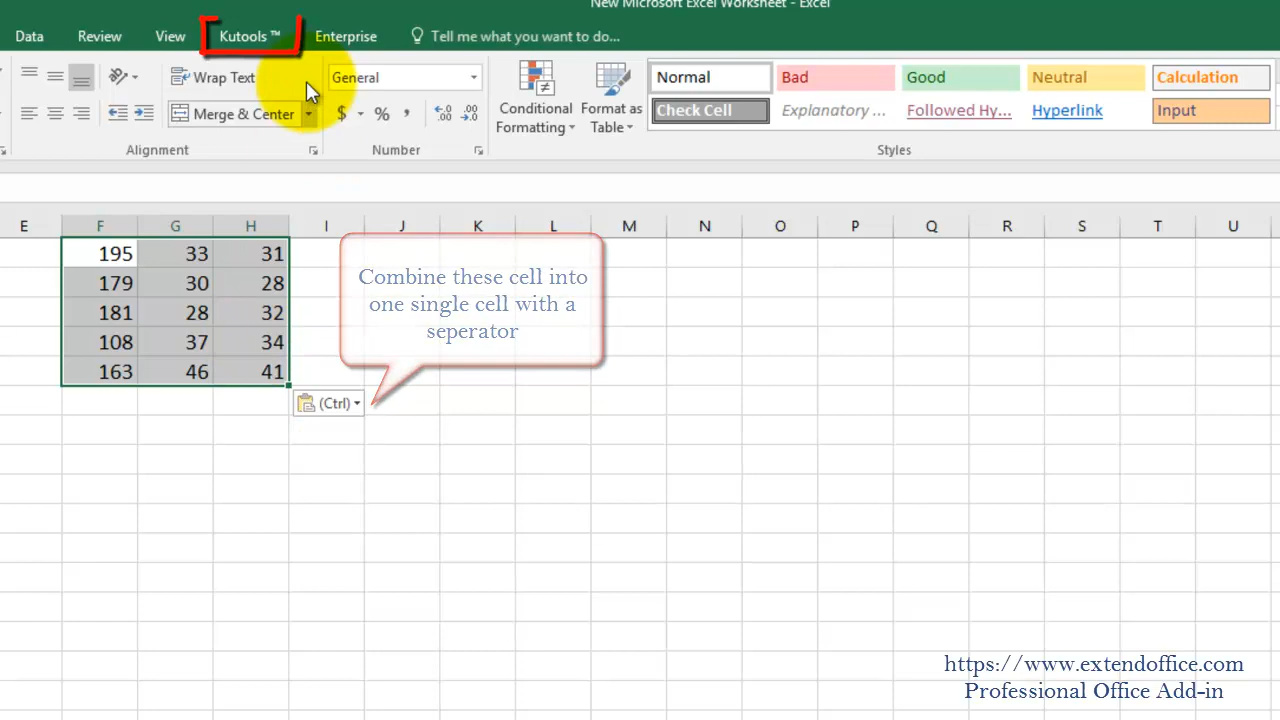 New Microsoft Excel Worksheet - Excel
Data Review View Kutools ™ Enterprise Tell me what you want to do...
Wrap Text General Normal Bad Good Neutral Calculation
Merge & Center $ % , Conditional Formatting Format as Table Check Cell Explanatory ... Followed Hy... Hyperlink Input
Alignment Number Styles
E F G H I J K L M N O P Q R S T U
195 33 31
179 30 28
181 28 32
108 37 34
163 46 41
Combine these cell into
one single cell with a
seperator
(Ctrl)
https://www.extendoffice.com
Professional Office Add-in